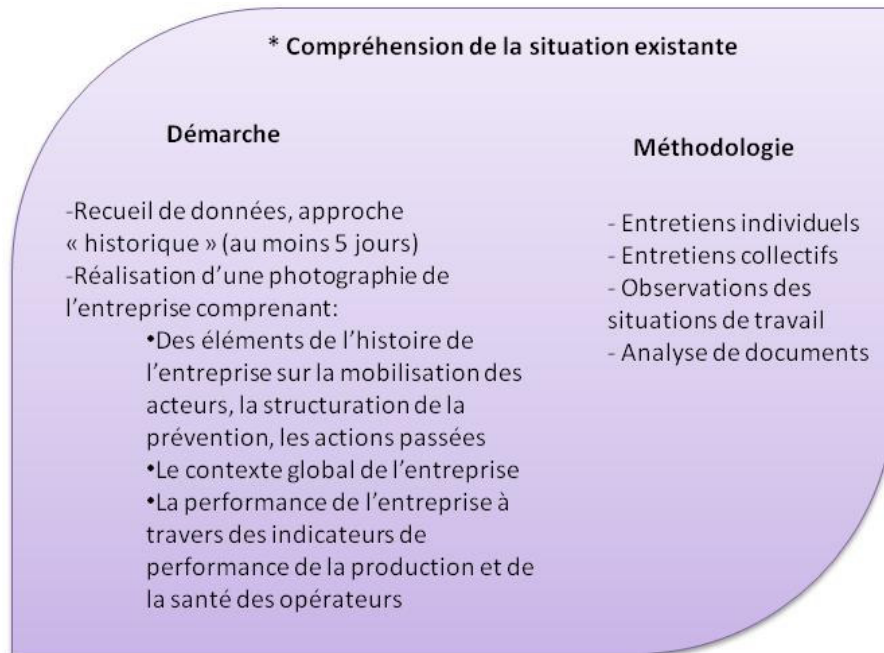 * Compréhension de la situation existante
Démarche
-Recueil de données, approche
« historique » (au moins 5 jours)
-Réalisation d'une photographie de
l'entreprise comprenant:
•Des éléments de l'histoire de
l'entreprise sur la mobilisation des
acteurs, la structuration de la
prévention, les actions passées
•Le contexte global de l'entreprise
•La performance de l'entreprise à
travers des indicateurs de
performance de la production et de
la santé des opérateurs
Méthodologie
- Entretiens individuels
- Entretiens collectifs
- Observations des
situations de travail
- Analyse de documents